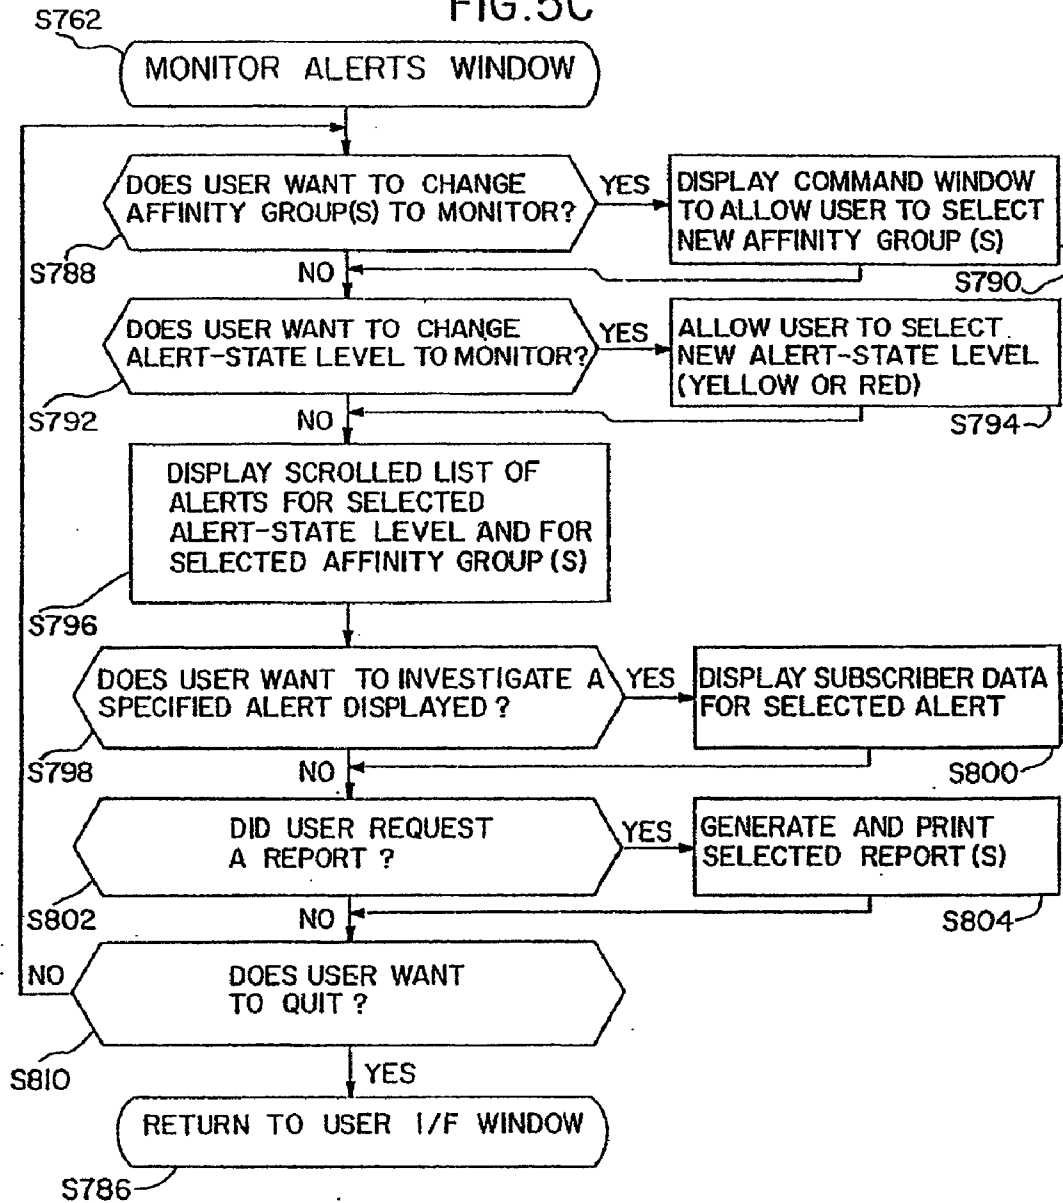 FIG.5C
S762
MONITOR ALERTS WINDOW
DOES USER WANT TO CHANGE
AFFINITY GROUP(S) TO MONITOR?
YES
DISPLAY COMMAND WINDOW
TO ALLOW USER TO SELECT
NEW AFFINITY GROUP (S)
S788
NO
S790
DOES USER WANT TO CHANGE
ALERT-STATE LEVEL TO MONITOR?
YES
ALLOW USER TO SELECT
NEW ALERT-STATE LEVEL
(YELLOW OR RED)
S792
NO
S794
DISPLAY SCROLLED LIST OF
ALERTS FOR SELECTED
ALERT-STATE LEVEL AND FOR
SELECTED AFFINITY GROUP (S)
S796
DOES USER WANT TO INVESTIGATE A
SPECIFIED ALERT DISPLAYED ?
YES
DISPLAY SUBSCRIBER DATA
FOR SELECTED ALERT
S798
NO
S800
DID USER REQUEST
A REPORT ?
YES
GENERATE AND PRINT
SELECTED REPORT (S)
S802
NO
S804
NO
DOES USER WANT
TO QUIT ?
S810
YES
RETURN TO USER I/F WINDOW
S786